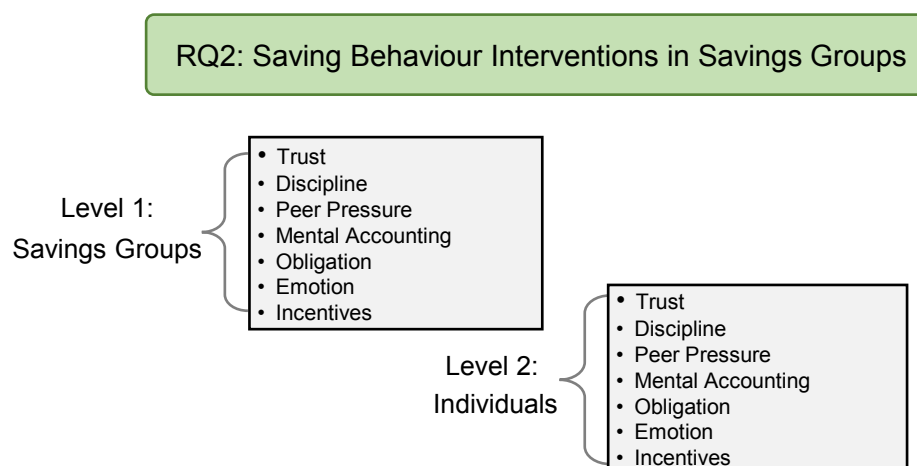 RQ2: Saving Behaviour Interventions in Savings Groups
Level 1:
Savings Groups
• Trust
• Discipline
• Peer Pressure
• Mental Accounting
• Obligation
• Emotion
• Incentives
Level 2:
Individuals
• Trust
• Discipline
• Peer Pressure
• Mental Accounting
• Obligation
• Emotion
• Incentives